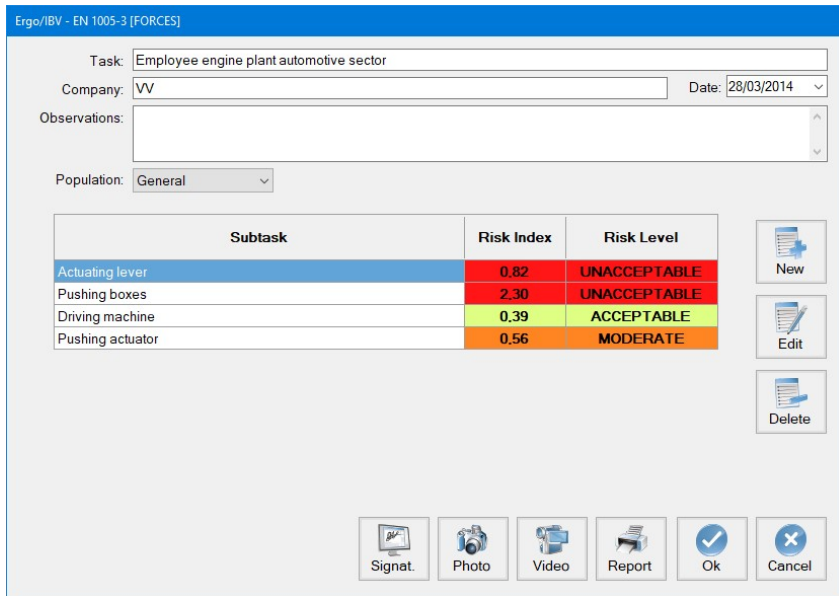 Ergo/IBV - EN 1005-3 [FORCES]
Task: Employee engine plant automotive sector
Company: VV Date: 28/03/2014
Observations:
Population: General
Subtask Risk Index Risk Level
Actuating lever 0,82 UNACCEPTABLE
Pushing boxes 2,30 UNACCEPTABLE
Driving machine 0,39 ACCEPTABLE
Pushing actuator 0,56 MODERATE
New
Edit
Delete
Signat. Photo Video Report Ok Cancel